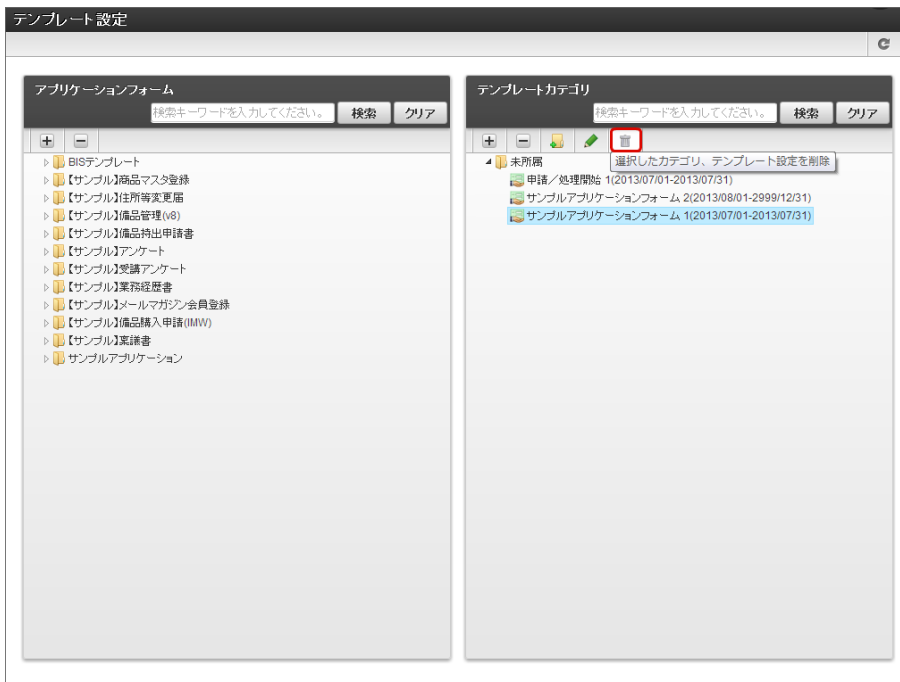 テンプレート設定
アプリケーションフォーム
検索キーワードを入力してください。 検索 クリア
BISテンプレート
【サンプル】商品マスタ登録
【サンプル】住所等変更届
【サンプル】備品管理(v8)
【サンプル】備品持出申請書
【サンプル】アンケート
【サンプル】受講アンケート
【サンプル】業務経歴書
【サンプル】メールマガジン会員登録
【サンプル】備品購入申請(IMW)
【サンプル】稟議書
サンプルアプリケーション
テンプレートカテゴリ
検索キーワードを入力してください。 検索 クリア
未所属
選択したカテゴリ、テンプレート設定を削除
申請／処理開始 1(2013/07/01-2013/07/31)
サンプルアプリケーションフォーム 2(2013/08/01-2999/12/31)
サンプルアプリケーションフォーム 1(2013/07/01-2013/07/31)